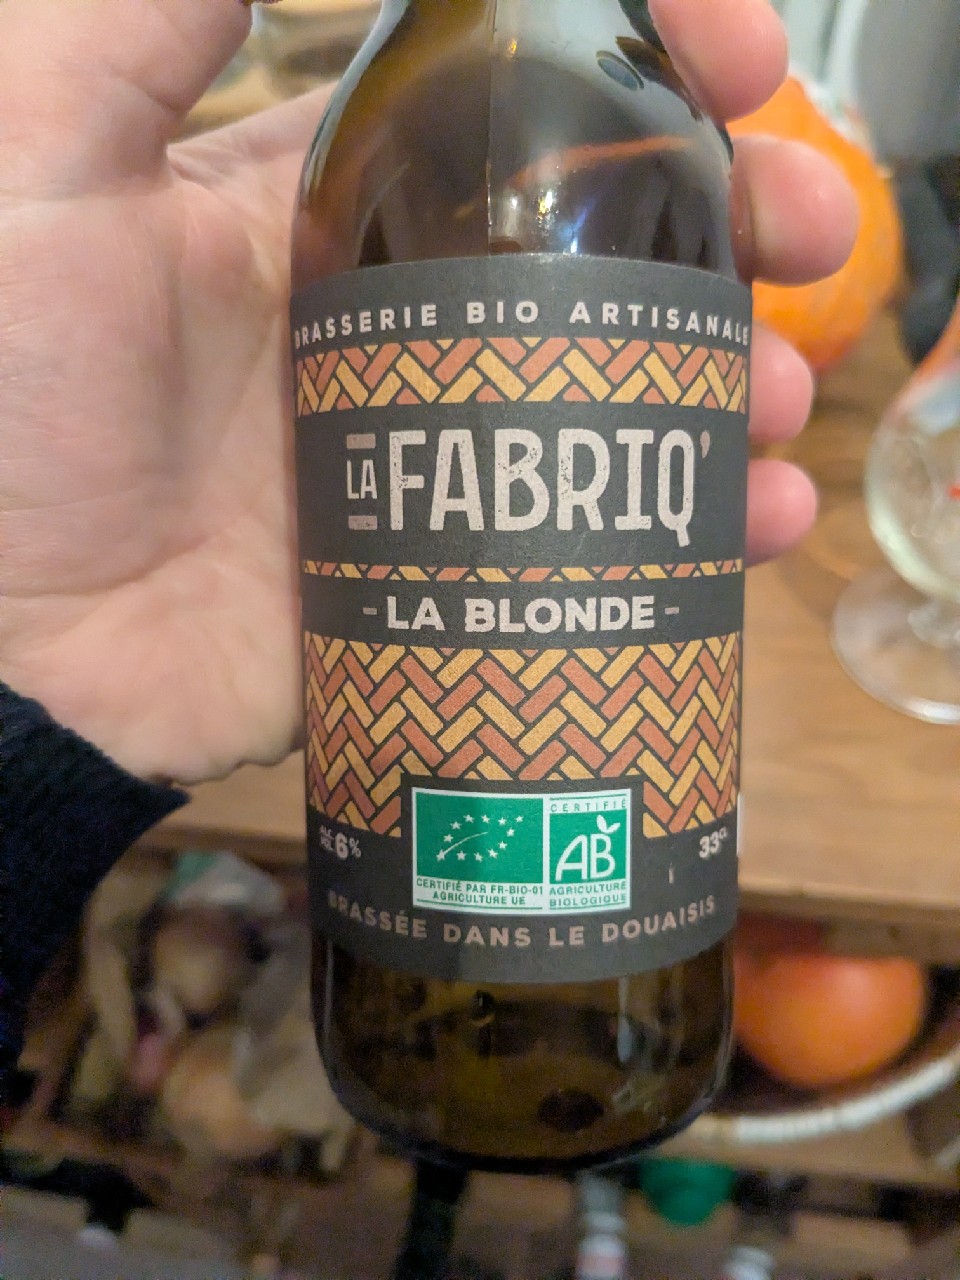 BRASSERIE BIO ARTISANALE
LA FABRIQ'
- LA BLONDE -
ALC. VOL. 6%
33CL
CERTIFIÉ PAR FR-BIO-01
AGRICULTURE UE
CERTIFIÉ
AB
AGRICULTURE
BIOLOGIQUE
BRASSÉE DANS LE DOUAISIS